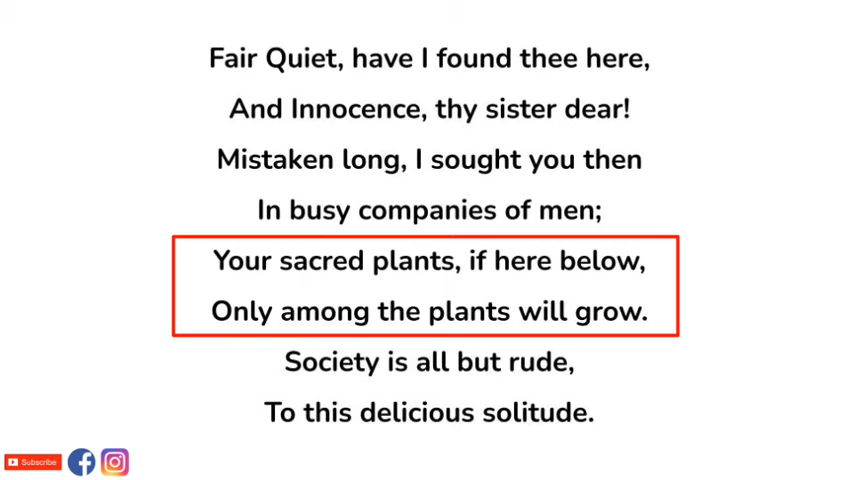 Fair Quiet, have I found thee here,
And Innocence, thy sister dear!
Mistaken long, I sought you then
In busy companies of men;
Your sacred plants, if here below,
Only among the plants will grow.
Society is all but rude,
To this delicious solitude.
Subscribe